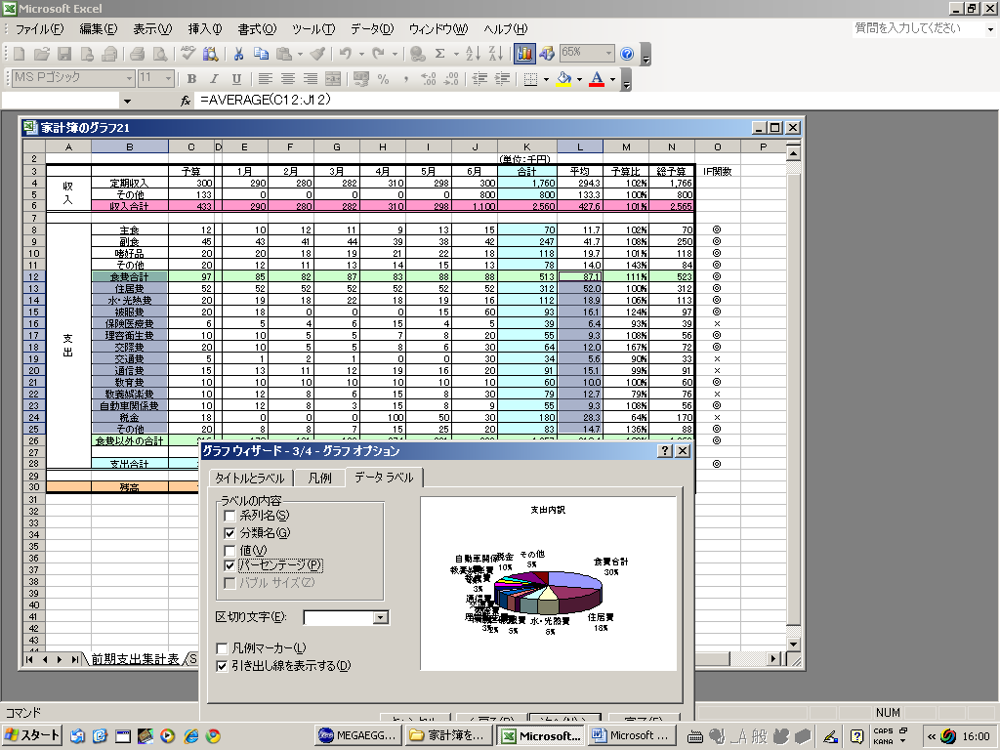 Microsoft Excel
ファイル(F) 編集(E) 表示(V) 挿入(I) 書式(O) ツール(T) データ(D) ウィンドウ(W) ヘルプ(H) 質問を入力してください
65%
MS Pゴシック 11 B I U
fx =AVERAGE(C12:J12)
家計簿のグラフ21
A B C D E F G H I J K L M N O P
2 (単位:千円)
3 予算 1月 2月 3月 4月 5月 6月 合計 平均 予算比 総予算 IF関数
4 収入 定期収入 300 290 280 282 310 298 300 1,760 294.3 102% 1,766
5 その他 133 0 0 0 0 0 800 800 133.3 100% 800
6 収入合計 433 290 280 282 310 298 1,100 2,560 427.6 101% 2,565
7
8 主食 12 10 12 11 9 13 15 70 11.7 102% 70 ◎
9 副食 45 43 41 44 39 38 42 247 41.7 108% 250 ◎
10 嗜好品 20 20 18 19 21 22 18 118 19.7 101% 118 ◎
11 その他 20 12 11 13 14 15 13 78 14.0 143% 84 ◎
12 食費合計 97 85 82 87 83 88 88 513 87.1 111% 523 ◎
13 住居費 52 52 52 52 52 52 52 312 52.0 100% 312 ◎
14 水・光熱費 20 19 18 22 18 19 16 112 18.9 106% 113 ◎
15 被服費 20 18 0 0 0 15 60 93 16.1 124% 97 ◎
16 保険医療費 6 5 4 6 15 4 5 39 6.4 93% 39 ×
17 支出 理容衛生費 10 10 5 5 7 8 20 55 9.3 108% 56 ◎
18 交際費 20 10 5 5 8 6 30 64 12.0 167% 72 ◎
19 交通費 5 1 2 1 0 0 30 34 5.6 90% 33 ×
20 通信費 15 13 11 12 19 16 20 91 15.1 99% 91 ×
21 教育費 10 10 10 10 10 10 10 60 10.0 100% 60 ◎
22 教養娯楽費 10 12 8 6 15 8 30 79 12.7 79% 76 ×
23 自動車関係費 10 12 8 3 15 8 9 55 9.3 108% 56 ◎
24 税金 18 0 0 0 100 50 30 180 28.3 64% 170 ×
25 その他 20 8 8 7 15 25 20 83 14.7 136% 88 ◎
26 食費以外の合計 ◎
27
28 支出合計 ◎
29
30 残高
31
32
33
34
35
36
37
38
39
40
41
42
43
前期支出集計表 S
グラフ ウィザード - 3/4 - グラフ オプション
タイトルとラベル 凡例 データ ラベル
ラベルの内容
系列名(S)
分類名(G)
値(V)
パーセンテージ(P)
バブル サイズ(Z)
区切り文字(E):
凡例マーカー(L)
引き出し線を表示する(D)
支出内訳
自動車関係 税金 10% その他 5%
食費合計 30%
住居費 18%
水・光熱費 6%
5%
通信費
3%
コマンド NUM
スタート MEGAEGG... 家計簿を... Microsoft... Microsoft ... A 般 CAPS KANA 16:00